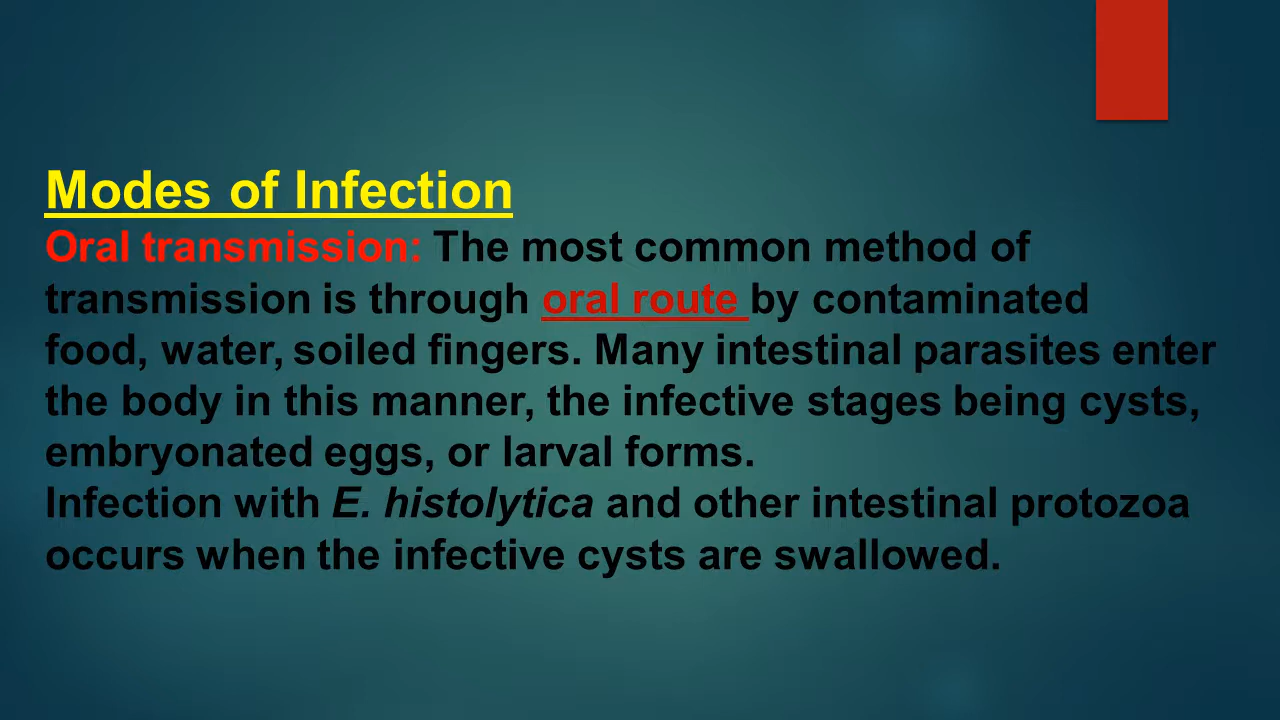 Modes of Infection
Oral transmission: The most common method of
transmission is through oral route by contaminated
food, water, soiled fingers. Many intestinal parasites enter
the body in this manner, the infective stages being cysts,
embryonated eggs, or larval forms.
Infection with E. histolytica and other intestinal protozoa
occurs when the infective cysts are swallowed.